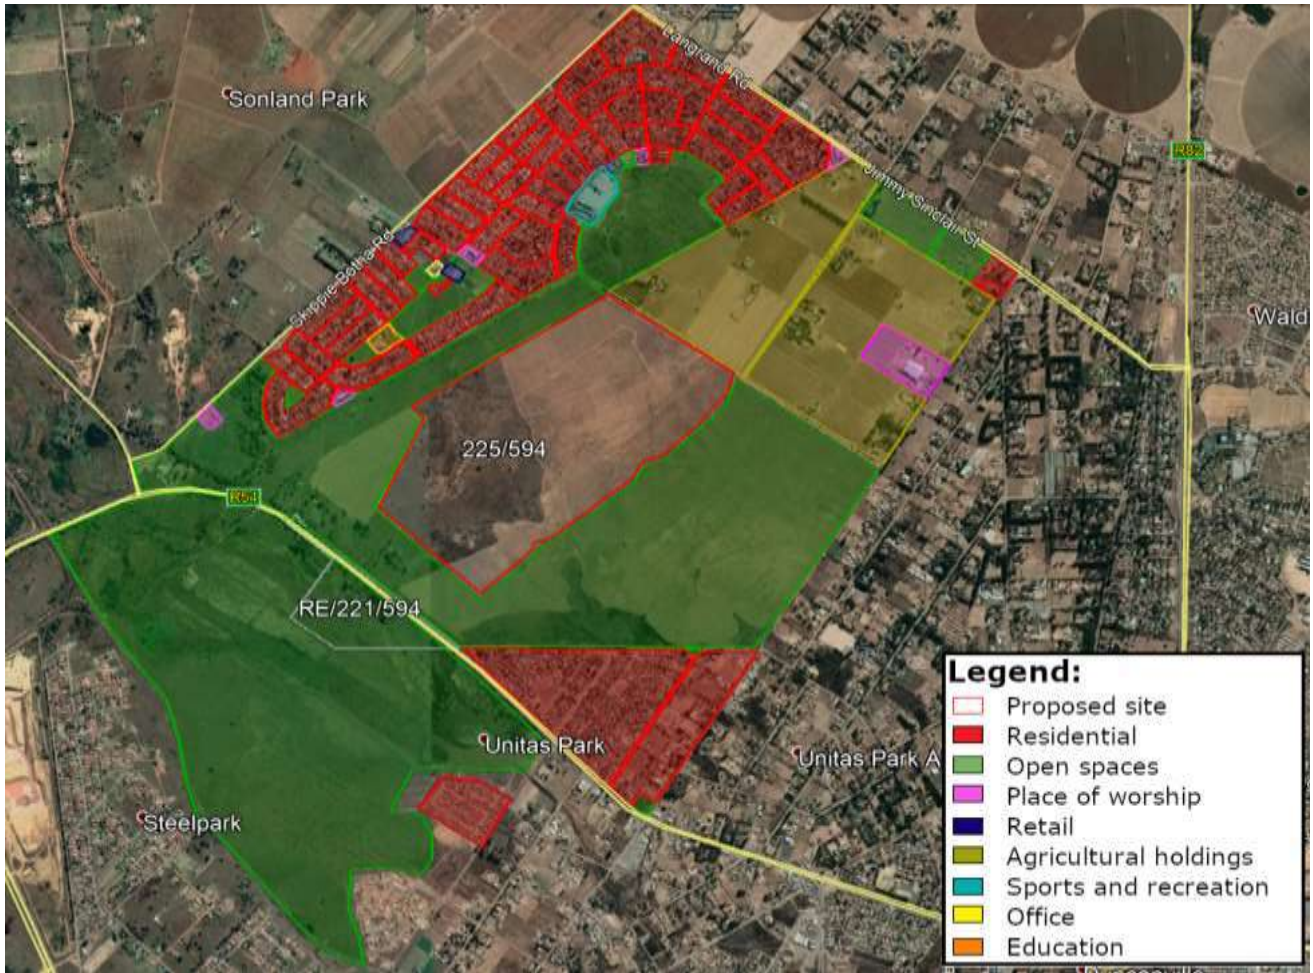 Langrand Rd
Sonland Park
R82
Jimmy Sinclair St
Skippie Botha Rd
Wald
225/594
R54
RE/221/594
Unitas Park
Unitas Park A
Steelpark
Legend:
Proposed site
Residential
Open spaces
Place of worship
Retail
Agricultural holdings
Sports and recreation
Office
Education